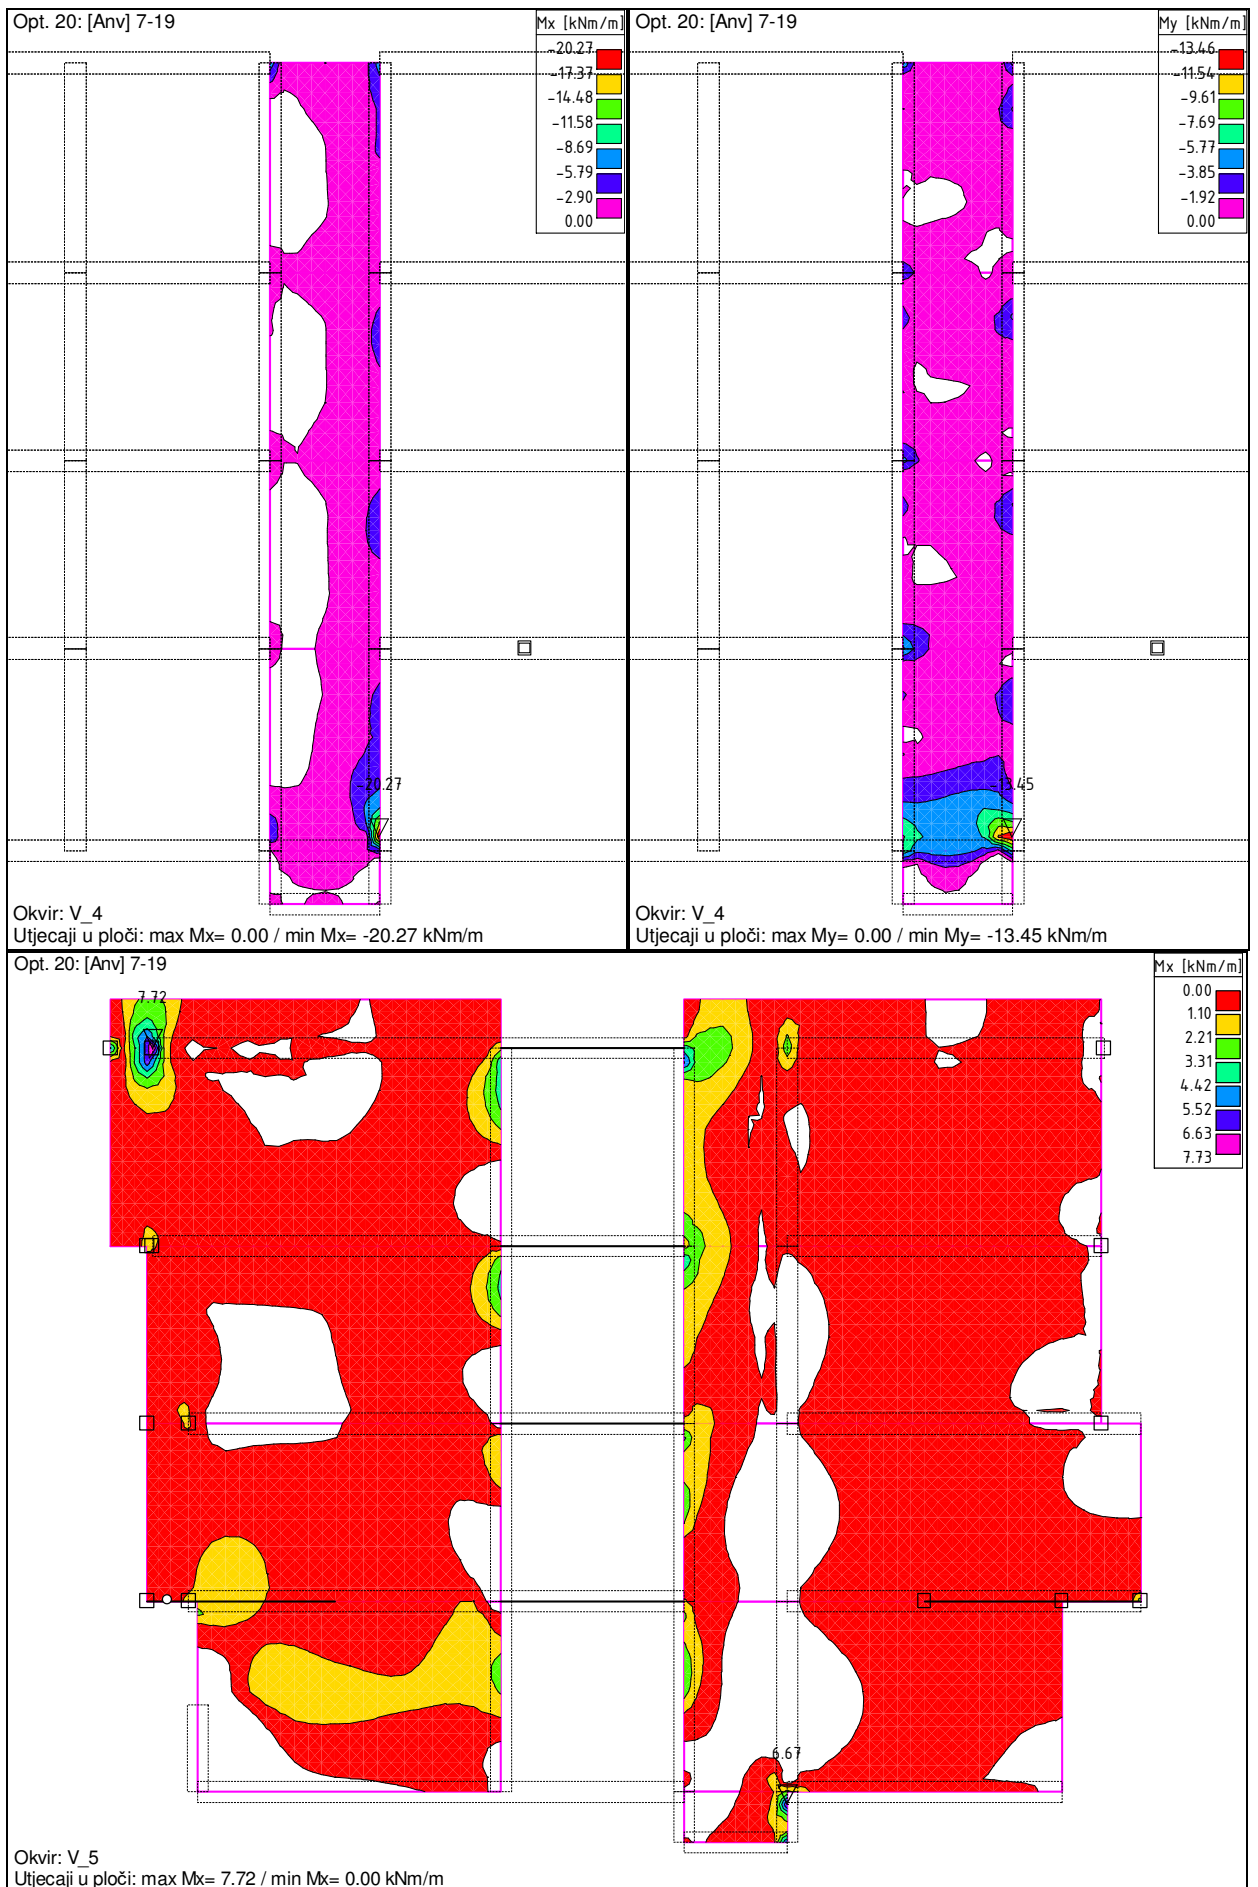 Opt. 20: [Anv] 7-19
Mx [kNm/m]
-20.27
-17.37
-14.48
-11.58
-8.69
-5.79
-2.90
0.00
-20.27
Okvir: V_4
Utjecaji u ploči: max Mx= 0.00 / min Mx= -20.27 kNm/m
Opt. 20: [Anv] 7-19
My [kNm/m]
-13.46
-11.54
-9.61
-7.69
-5.77
-3.85
-1.92
0.00
-13.45
Okvir: V_4
Utjecaji u ploči: max My= 0.00 / min My= -13.45 kNm/m
Opt. 20: [Anv] 7-19
Mx [kNm/m]
0.00
1.10
2.21
3.31
4.42
5.52
6.63
7.73
7.72
6.67
Okvir: V_5
Utjecaji u ploči: max Mx= 7.72 / min Mx= 0.00 kNm/m